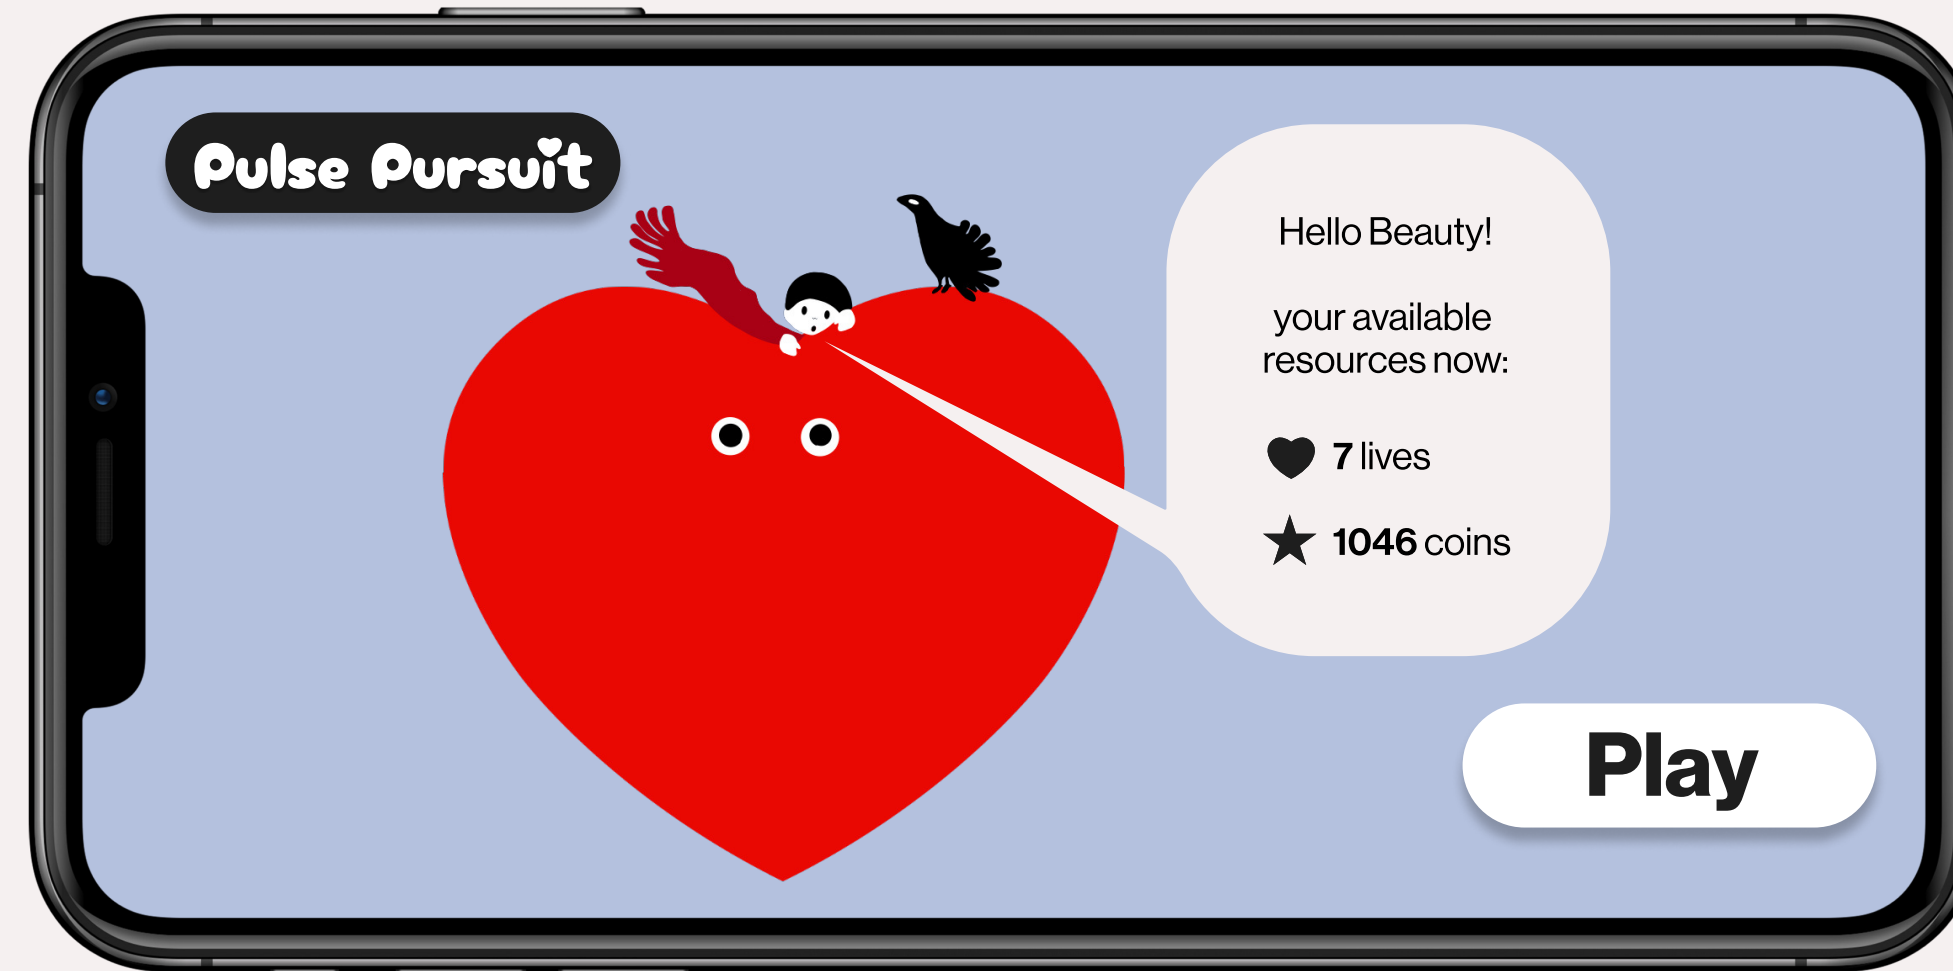 Pulse Pursuit
Hello Beauty!
your available
resources now:
7 lives
1046 coins
Play